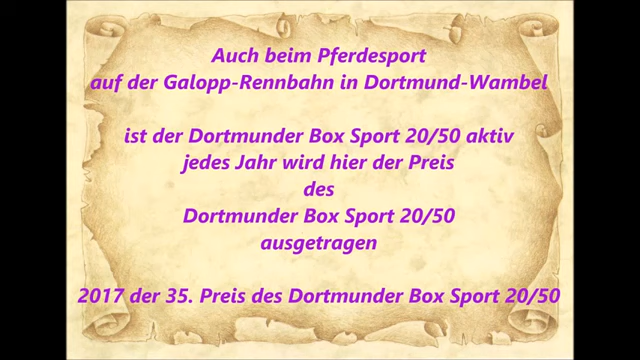 Auch beim Pferdesport
auf der Galopp-Rennbahn in Dortmund-Wambel
ist der Dortmunder Box Sport 20/50 aktiv
jedes Jahr wird hier der Preis
des
Dortmunder Box Sport 20/50
ausgetragen
2017 der 35. Preis des Dortmunder Box Sport 20/50